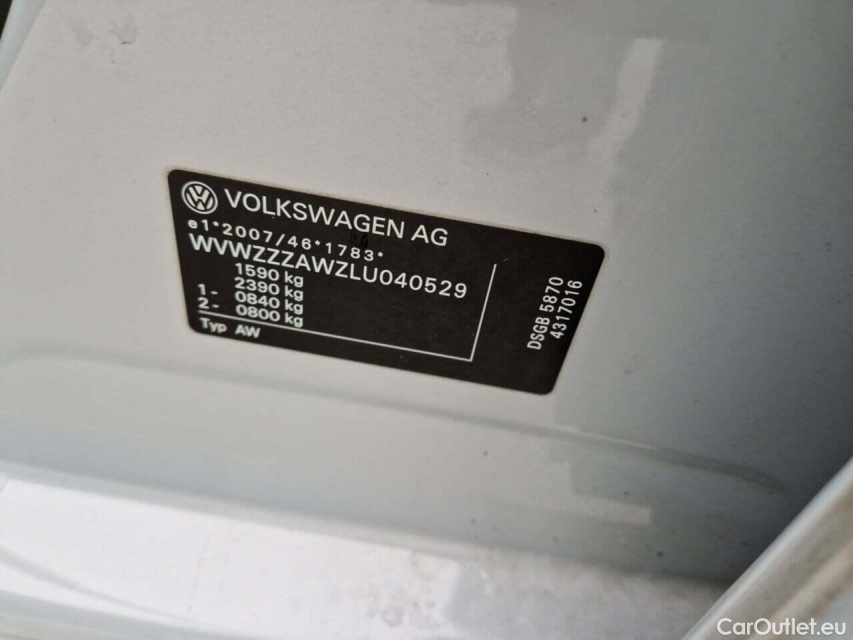 VOLKSWAGEN AG
e1*2007/46*1783*
WVWZZZAWZLU040529
1590 kg
2390 kg
1- 0840 kg
2- 0800 kg
Typ AW
DSGB 5870
4317016
CarOutlet.eu